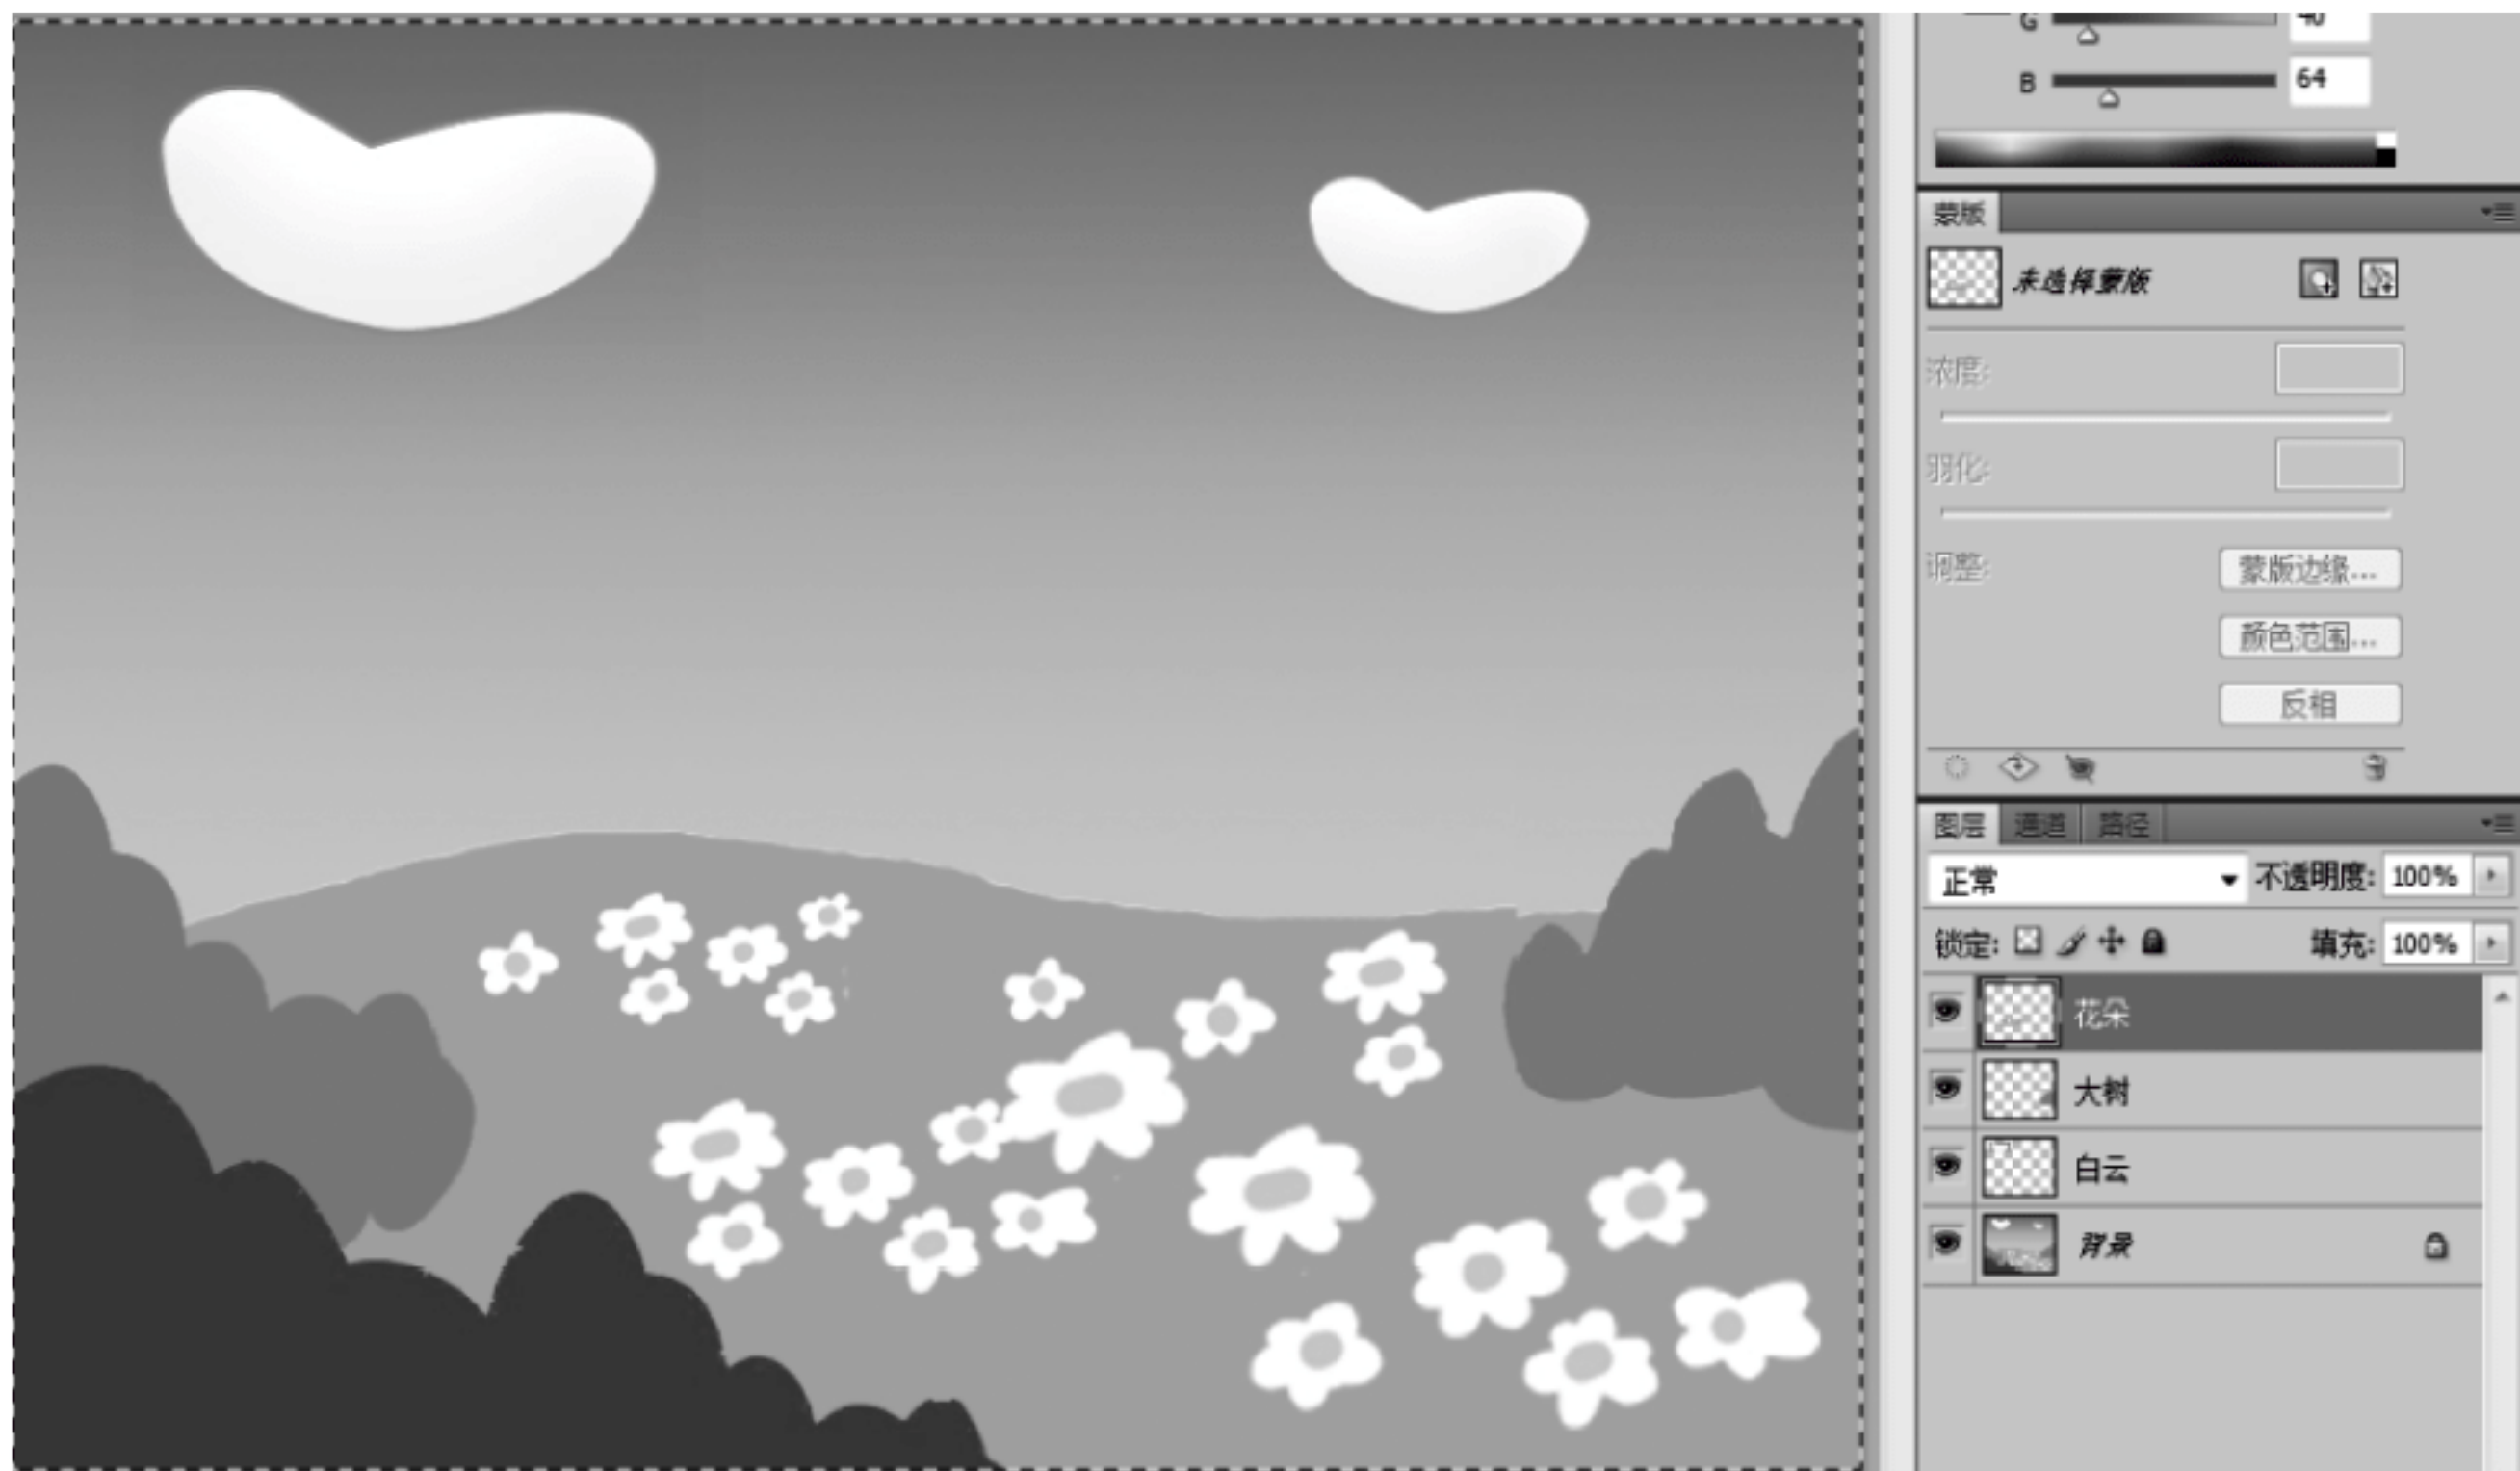 G
B 64
蒙版
未选择蒙版
浓度:
羽化:
调整:
蒙版边缘...
颜色范围...
反相
图层 通道 路径
正常 不透明度: 100%
锁定: 填充: 100%
花朵
大树
白云
背景